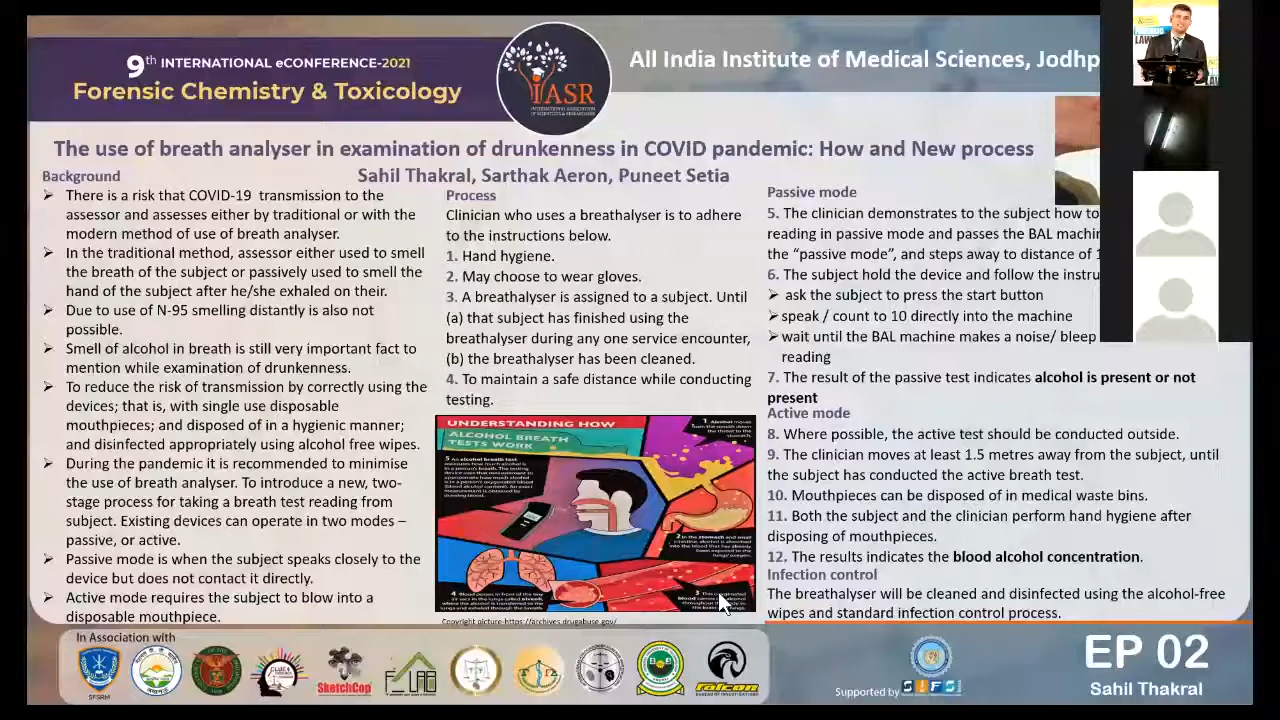 9th INTERNATIONAL eCONFERENCE-2021
Forensic Chemistry & Toxicology
IASR
INTERNATIONAL ASSOCIATION
OF SCIENTISTS & RESEARCHERS
All India Institute of Medical Sciences, Jodhp
The use of breath analyser in examination of drunkenness in COVID pandemic: How and New process
Sahil Thakral, Sarthak Aeron, Puneet Setia
Background
➢ There is a risk that COVID-19 transmission to the
assessor and assesses either by traditional or with the
modern method of use of breath analyser.
➢ In the traditional method, assessor either used to smell
the breath of the subject or passively used to smell the
hand of the subject after he/she exhaled on their.
➢ Due to use of N-95 smelling distantly is also not
possible.
➢ Smell of alcohol in breath is still very important fact to
mention while examination of drunkenness.
➢ To reduce the risk of transmission by correctly using the
devices; that is, with single use disposable
mouthpieces; and disposed of in a hygienic manner;
and disinfected appropriately using alcohol free wipes.
➢ During the pandemic it is recommended to minimise
the use of breath analyser. To introduce a new, two-
stage process for taking a breath test reading from
subject. Existing devices can operate in two modes –
passive, or active.
➢ Passive mode is when the subject speaks closely to the
device but does not contact it directly.
➢ Active mode requires the subject to blow into a
disposable mouthpiece.
Process
Clinician who uses a breathalyser is to adhere
to the instructions below.
1. Hand hygiene.
2. May choose to wear gloves.
3. A breathalyser is assigned to a subject. Until
(a) that subject has finished using the
breathalyser during any one service encounter,
(b) the breathalyser has been cleaned.
4. To maintain a safe distance while conducting
testing.
UNDERSTANDING HOW
ALCOHOL BREATH
TESTS WORK
Copyright picture-https://archives.drugabuse.gov/
Passive mode
5. The clinician demonstrates to the subject how to
reading in passive mode and passes the BAL machin
the “passive mode”, and steps away to distance of 1
6. The subject hold the device and follow the instru
➢ ask the subject to press the start button
➢speak / count to 10 directly into the machine
➢wait until the BAL machine makes a noise/ bleep
reading
7. The result of the passive test indicates alcohol is present or not
present
Active mode
8. Where possible, the active test should be conducted outside.
9. The clinician moves at least 1.5 metres away from the subject, until
the subject has completed the active breath test.
10. Mouthpieces can be disposed of in medical waste bins.
11. Both the subject and the clinician perform hand hygiene after
disposing of mouthpieces.
12. The results indicates the blood alcohol concentration.
Infection control
The breathalyser will be cleaned and disinfected using the alcohol-free
wipes and standard infection control process.
In Association with
SFSRM
SketchCop
F LAB
falcon
Supported by
SIFS
EP 02
Sahil Thakral